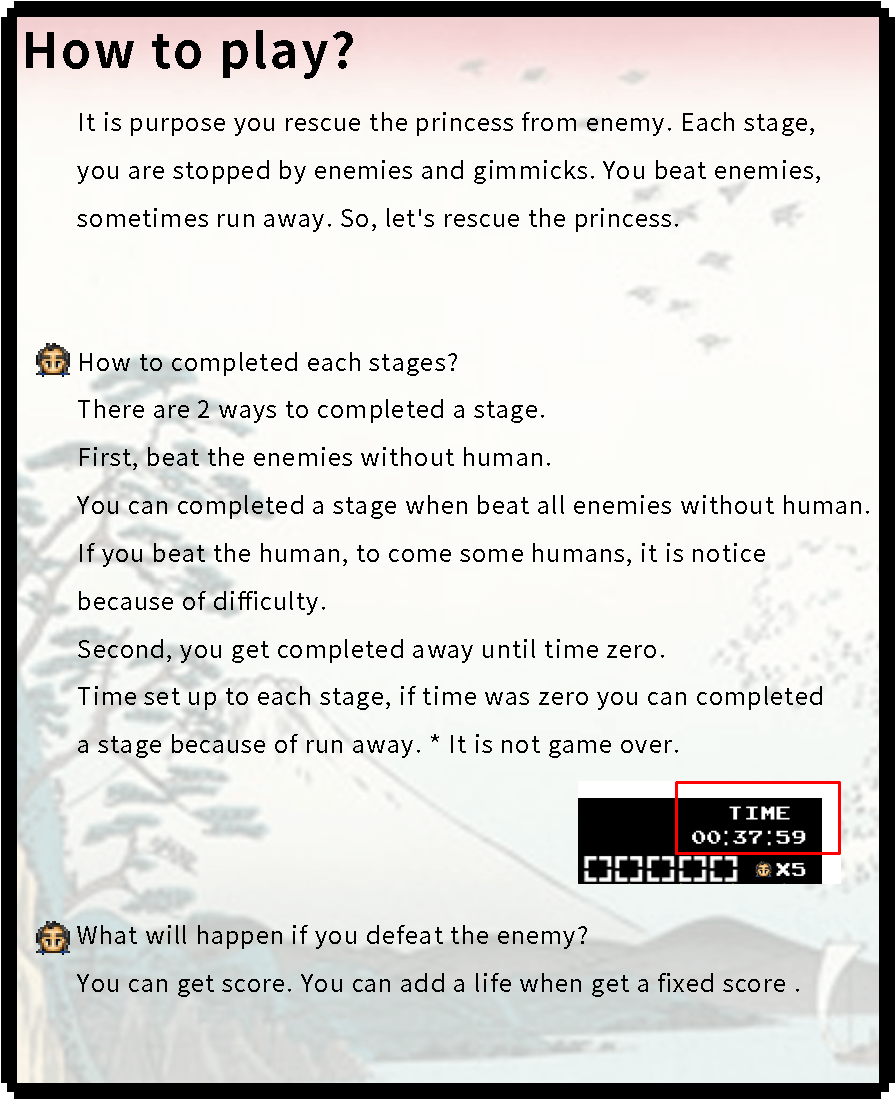 How to play?
It is purpose you rescue the princess from enemy. Each stage,
you are stopped by enemies and gimmicks. You beat enemies,
sometimes run away. So, let's rescue the princess.
How to completed each stages?
There are 2 ways to completed a stage.
First, beat the enemies without human.
You can completed a stage when beat all enemies without human.
If you beat the human, to come some humans, it is notice
because of difficulty.
Second, you get completed away until time zero.
Time set up to each stage, if time was zero you can completed
a stage because of run away. * It is not game over.
TIME
00:37:59
X5
What will happen if you defeat the enemy?
You can get score. You can add a life when get a fixed score .